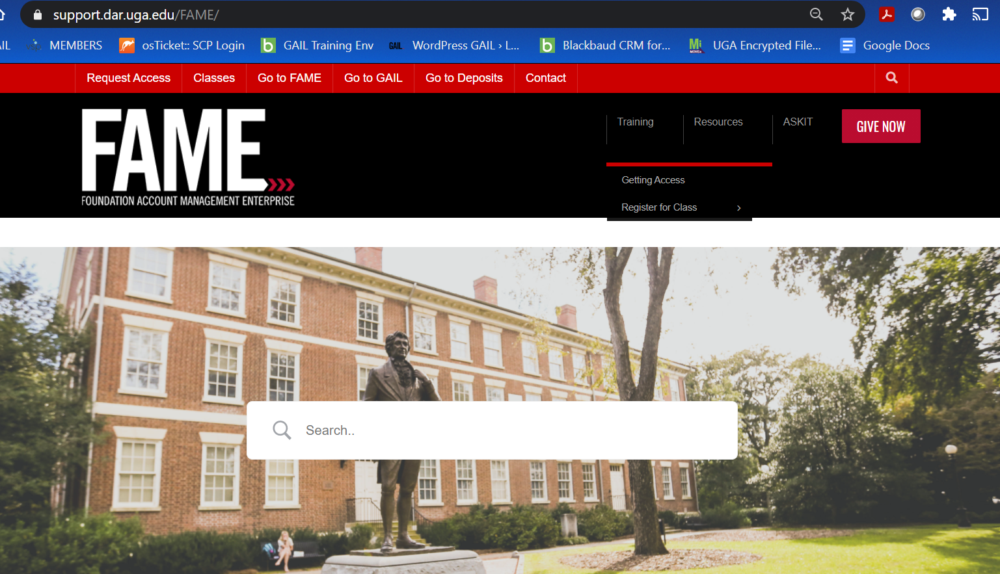 support.dar.uga.edu/FAME/
IL MEMBERS osTicket:: SCP Login GAIL Training Env GAIL WordPress GAIL › L... Blackbaud CRM for... Mi MOVEit UGA Encrypted File... Google Docs
Request Access Classes Go to FAME Go to GAIL Go to Deposits Contact
FAME
FOUNDATION ACCOUNT MANAGEMENT ENTERPRISE
Training Resources ASKIT GIVE NOW
Getting Access
Register for Class
Search..